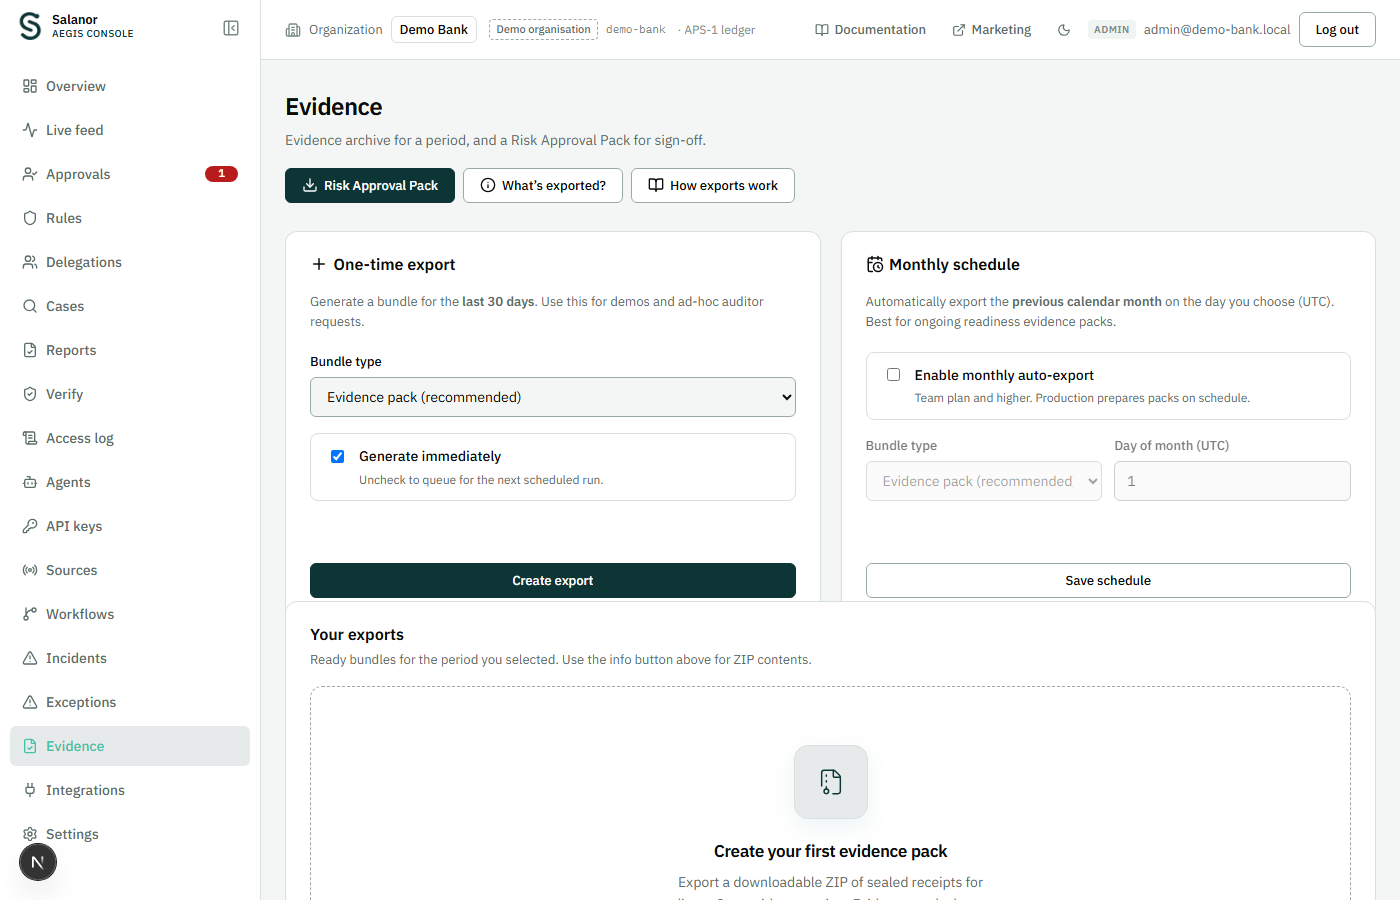 Salanor
AEGIS CONSOLE
Overview
Live feed
Approvals
1
Rules
Delegations
Cases
Reports
Verify
Access log
Agents
API keys
Sources
Workflows
Incidents
Exceptions
Evidence
Integrations
Settings
N
Organization
Demo Bank
Demo organisation
demo-bank
· APS-1 ledger
Documentation
Marketing
ADMIN
admin@demo-bank.local
Log out
Evidence
Evidence archive for a period, and a Risk Approval Pack for sign-off.
Risk Approval Pack
What's exported?
How exports work
One-time export
Generate a bundle for the last 30 days. Use this for demos and ad-hoc auditor
requests.
Bundle type
Evidence pack (recommended)
Generate immediately
Uncheck to queue for the next scheduled run.
Create export
Monthly schedule
Automatically export the previous calendar month on the day you choose (UTC).
Best for ongoing readiness evidence packs.
Enable monthly auto-export
Team plan and higher. Production prepares packs on schedule.
Bundle type
Day of month (UTC)
Evidence pack (recommended
1
Save schedule
Your exports
Ready bundles for the period you selected. Use the info button above for ZIP contents.
Create your first evidence pack
Export a downloadable ZIP of sealed receipts for